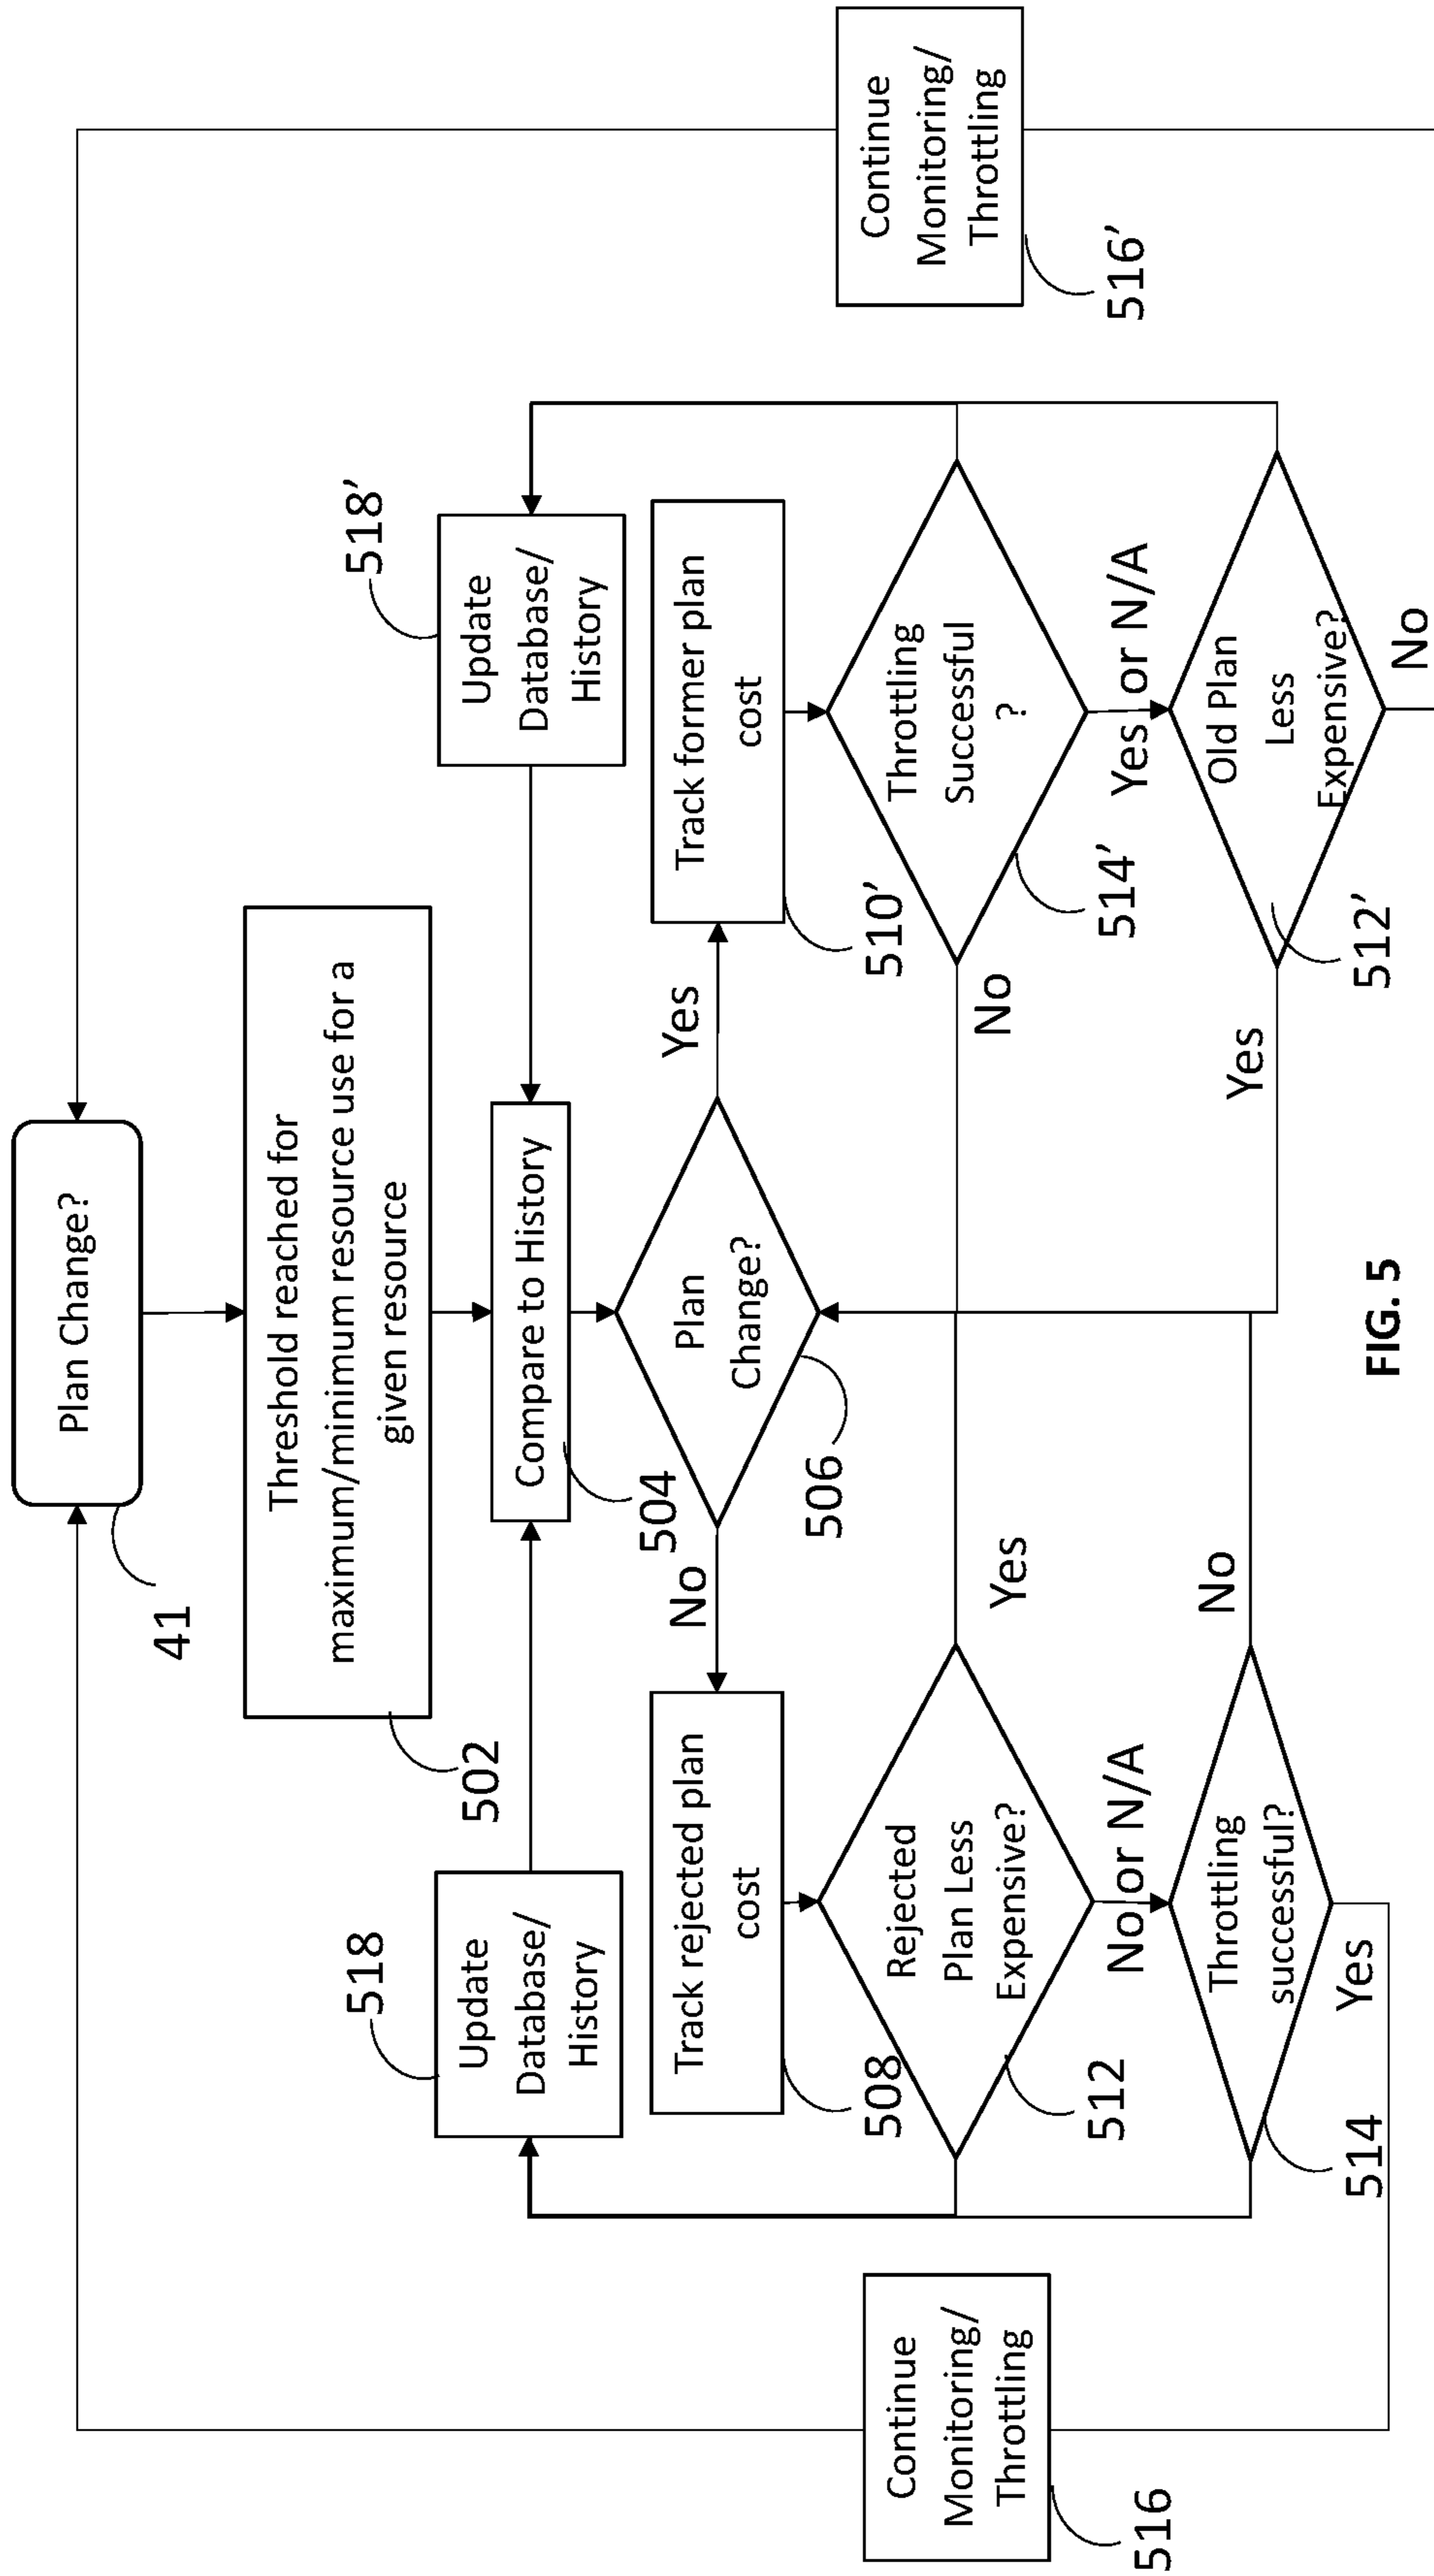 Plan Change?
41
Threshold reached for
maximum/minimum resource use for a
given resource
502
518
Update
Database/
History
Compare to History
504
518’
Update
Database/
History
Plan
Change?
506
No
Yes
Track rejected plan
cost
508
Track former plan
cost
510’
Continue
Monitoring/
Throttling
516
Rejected
Plan Less
Expensive?
512
Yes
No or N/A
Throttling
successful?
514
No
Yes
Throttling
Successful
?
514’
No
Yes or N/A
Old Plan
Less
Expensive?
512’
Yes
No
Continue
Monitoring/
Throttling
516’
FIG. 5